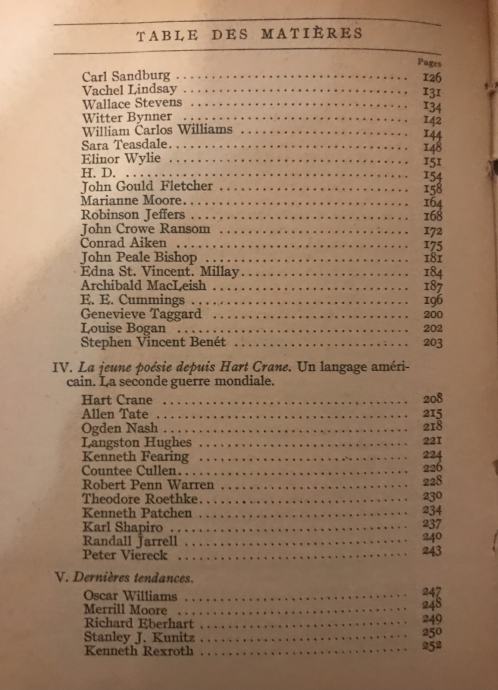 TABLE DES MATIÈRES
Pages
Carl Sandburg ........ 126
Vachel Lindsay ........ 131
Wallace Stevens ........ 134
Witter Bynner ........ 142
William Carlos Williams ........ 144
Sara Teasdale ........ 148
Elinor Wylie ........ 151
H. D. ........ 154
John Gould Fletcher ........ 158
Marianne Moore ........ 164
Robinson Jeffers ........ 168
John Crowe Ransom ........ 172
Conrad Aiken ........ 175
John Peale Bishop ........ 181
Edna St. Vincent. Millay ........ 184
Archibald MacLeish ........ 187
E. E. Cummings ........ 196
Genevieve Taggard ........ 200
Louise Bogan ........ 202
Stephen Vincent Benét ........ 203
IV. La jeune poésie depuis Hart Crane. Un langage améri-
cain. La seconde guerre mondiale.
Hart Crane ........ 208
Allen Tate ........ 215
Ogden Nash ........ 218
Langston Hughes ........ 221
Kenneth Fearing ........ 224
Countee Cullen ........ 226
Robert Penn Warren ........ 228
Theodore Roethke ........ 230
Kenneth Patchen ........ 234
Karl Shapiro ........ 237
Randall Jarrell ........ 240
Peter Viereck ........ 243
V. Dernières tendances.
Oscar Williams ........ 247
Merrill Moore ........ 248
Richard Eberhart ........ 249
Stanley J. Kunitz ........ 250
Kenneth Rexroth ........ 252